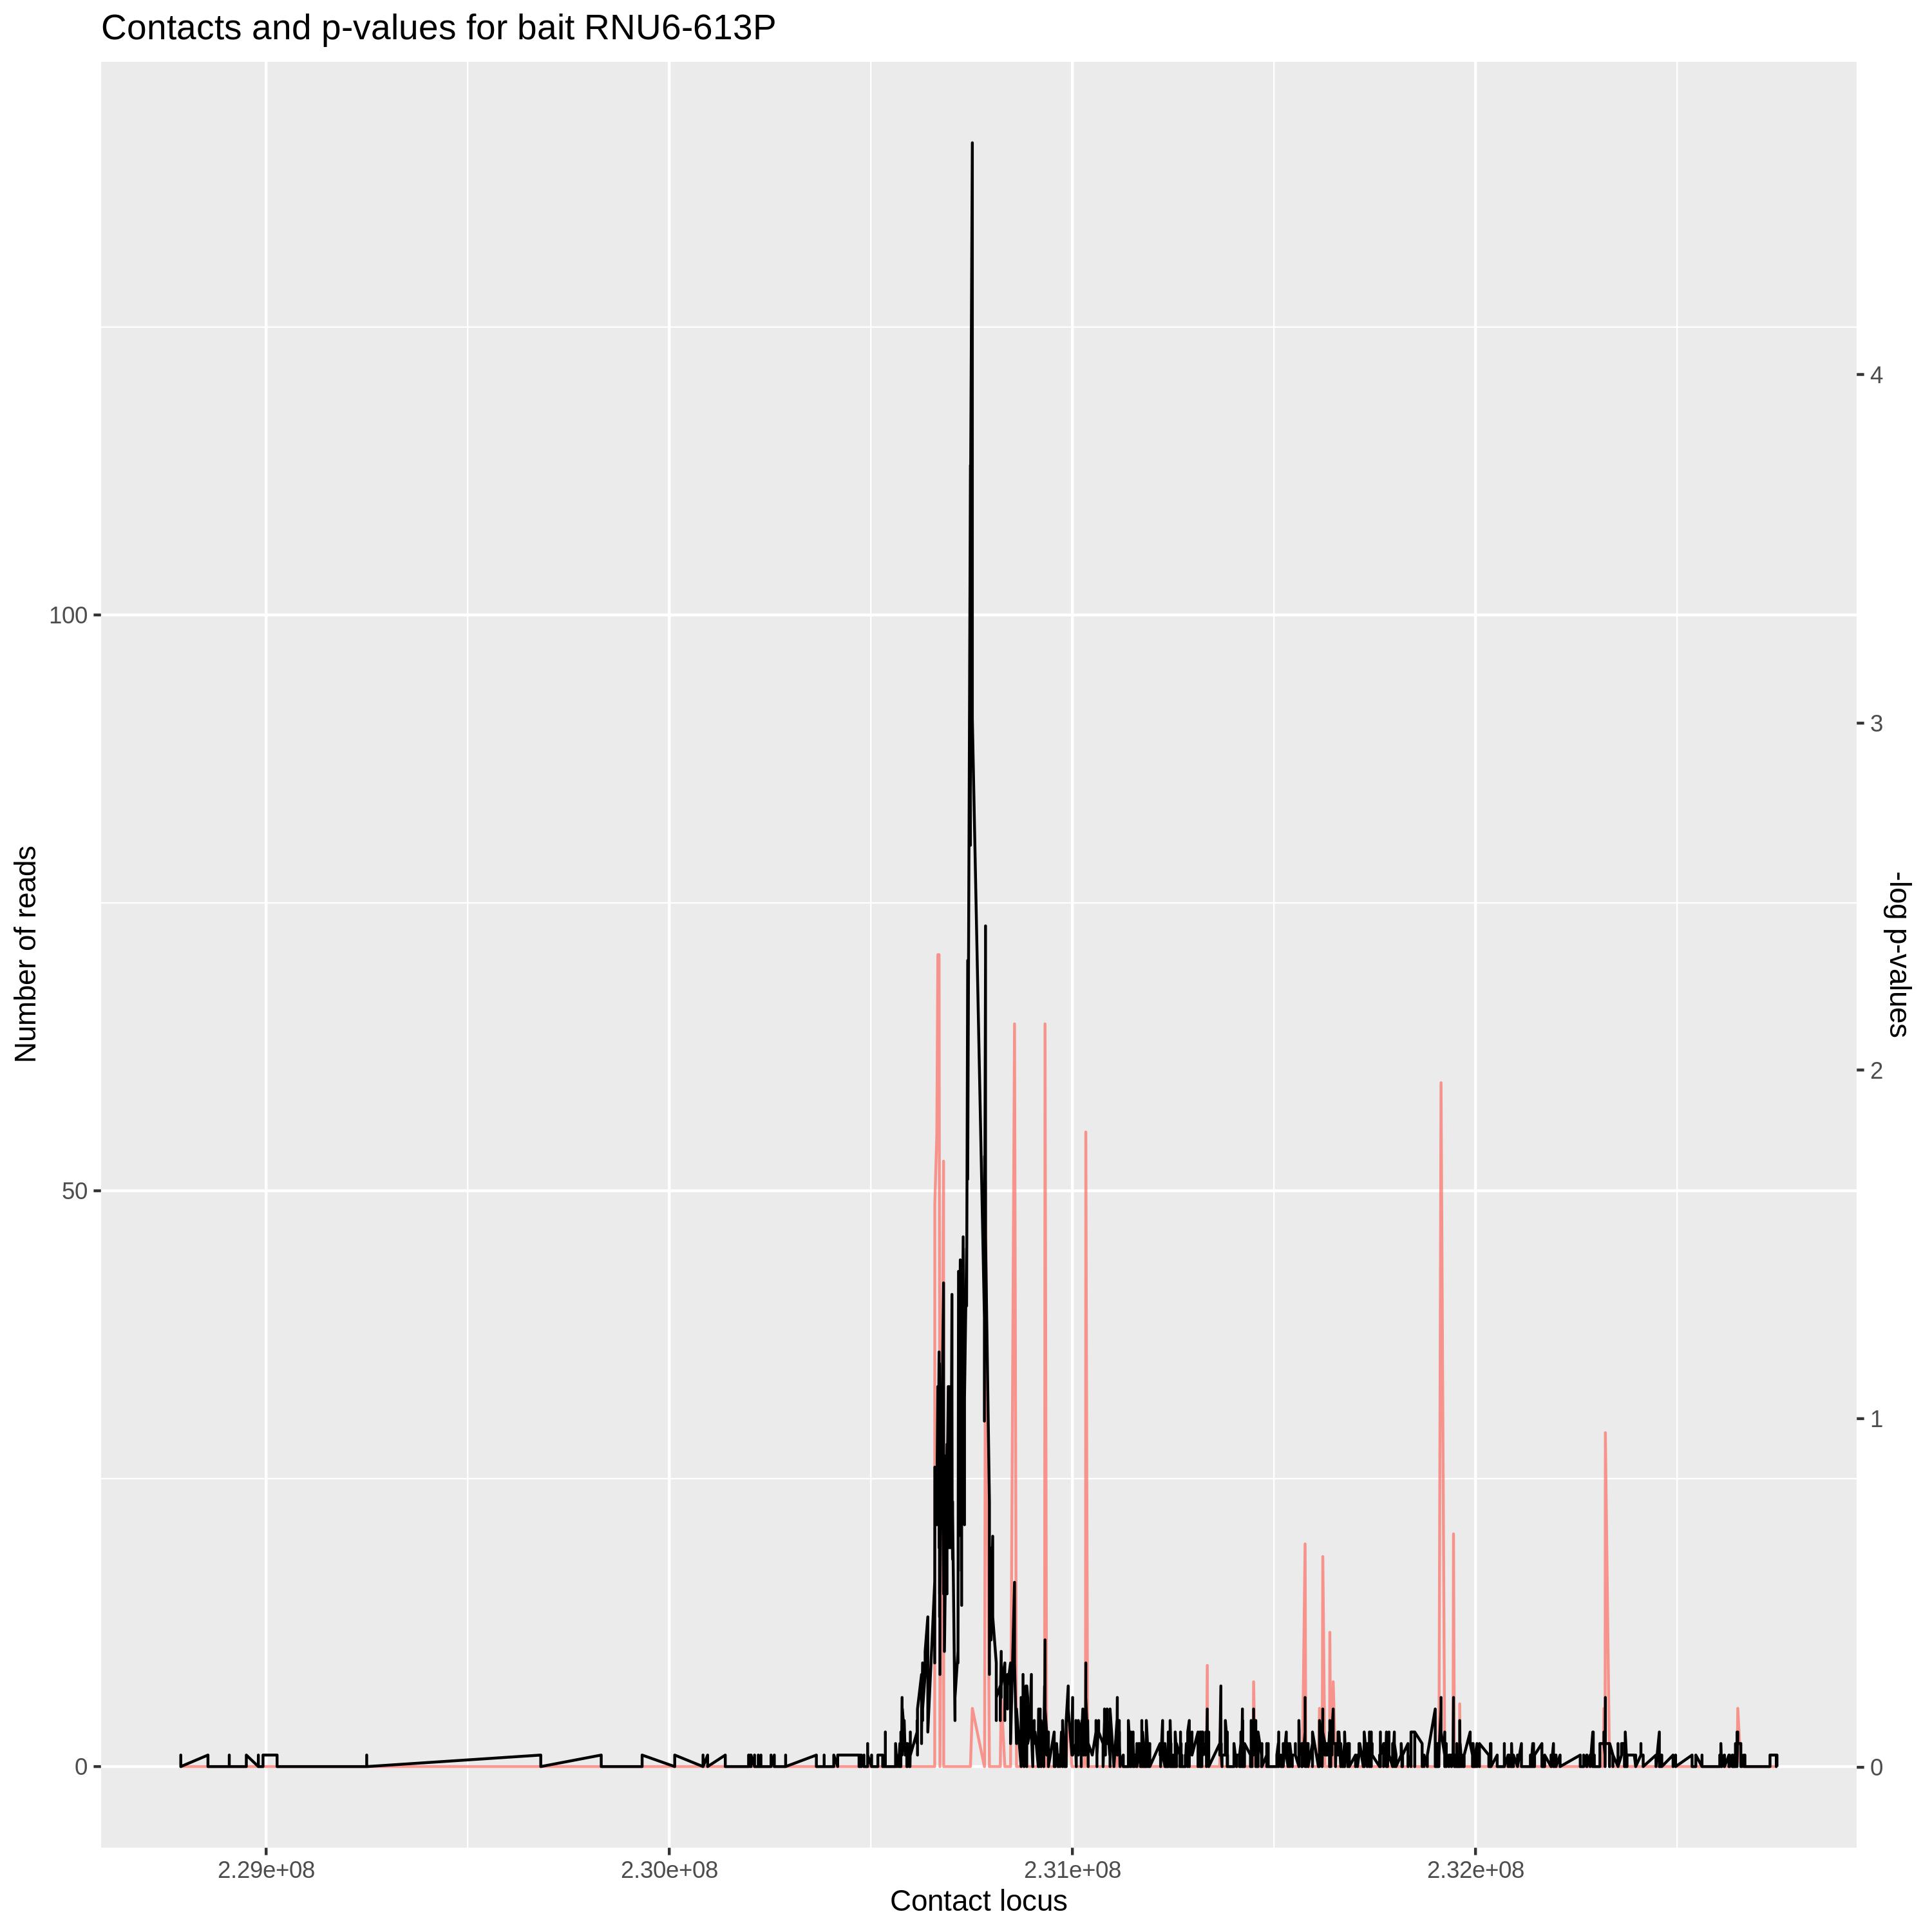 Contacts and p-values for bait RNU6-613P
Number of reads
100
50
0
4
3
2
1
0
-log p-values
2.29e+08
2.30e+08
2.31e+08
2.32e+08
Contact locus